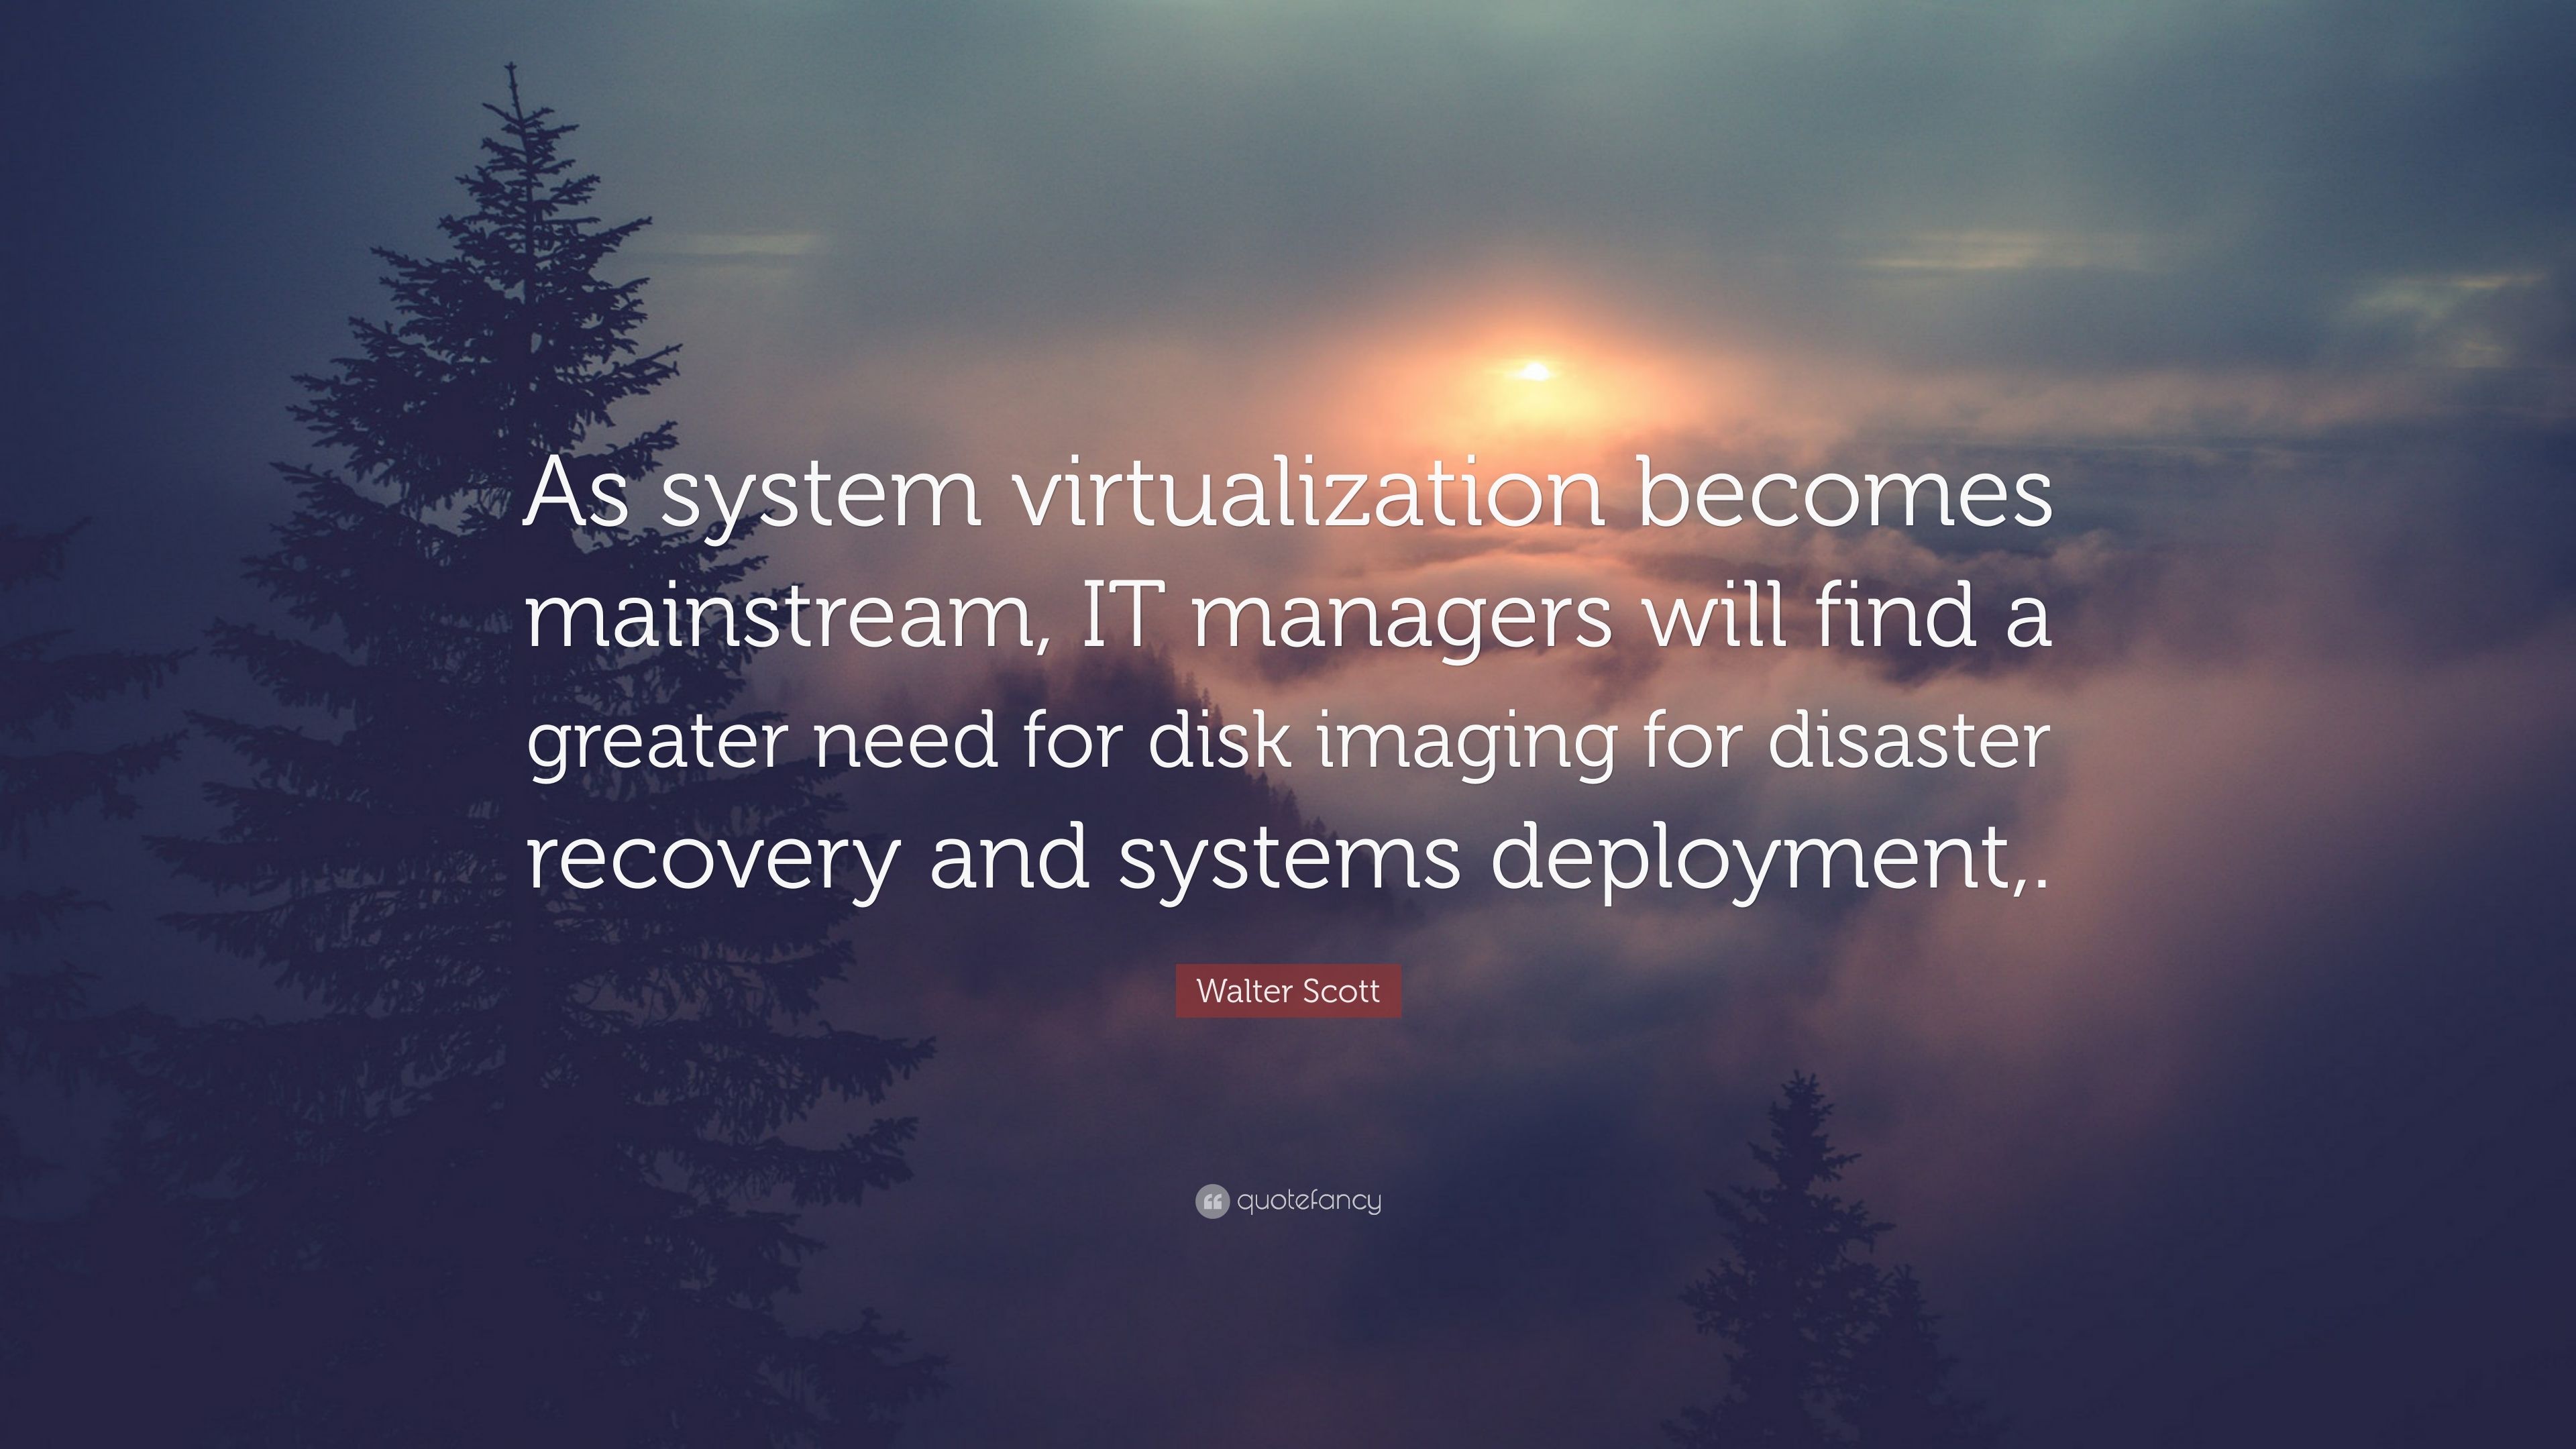 As system virtualization becomes
mainstream, IT managers will find a
greater need for disk imaging for disaster
recovery and systems deployment,.
Walter Scott
quotefancy